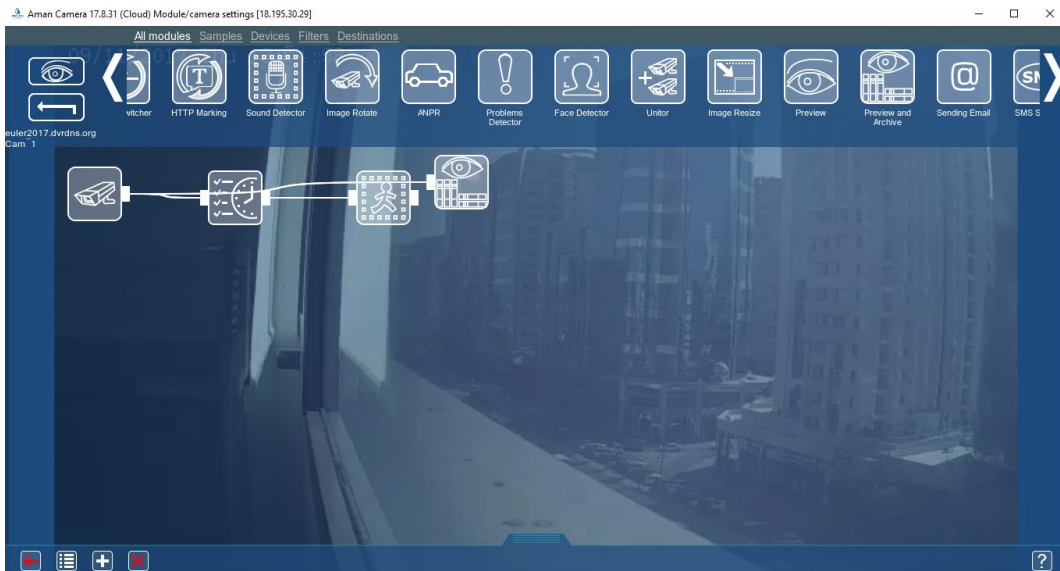 Aman Camera 17.8.31 (Cloud) Module/camera settings [18.195.30.29]
All modules Samples Devices Filters Destinations
HTTP Marking
Sound Detector
Image Rotate
ANPR
Problems
Detector
Face Detector
Unitor
Image Resize
Preview
Preview and
Archive
Sending Email
euler2017.dvrdns.org
Cam 1